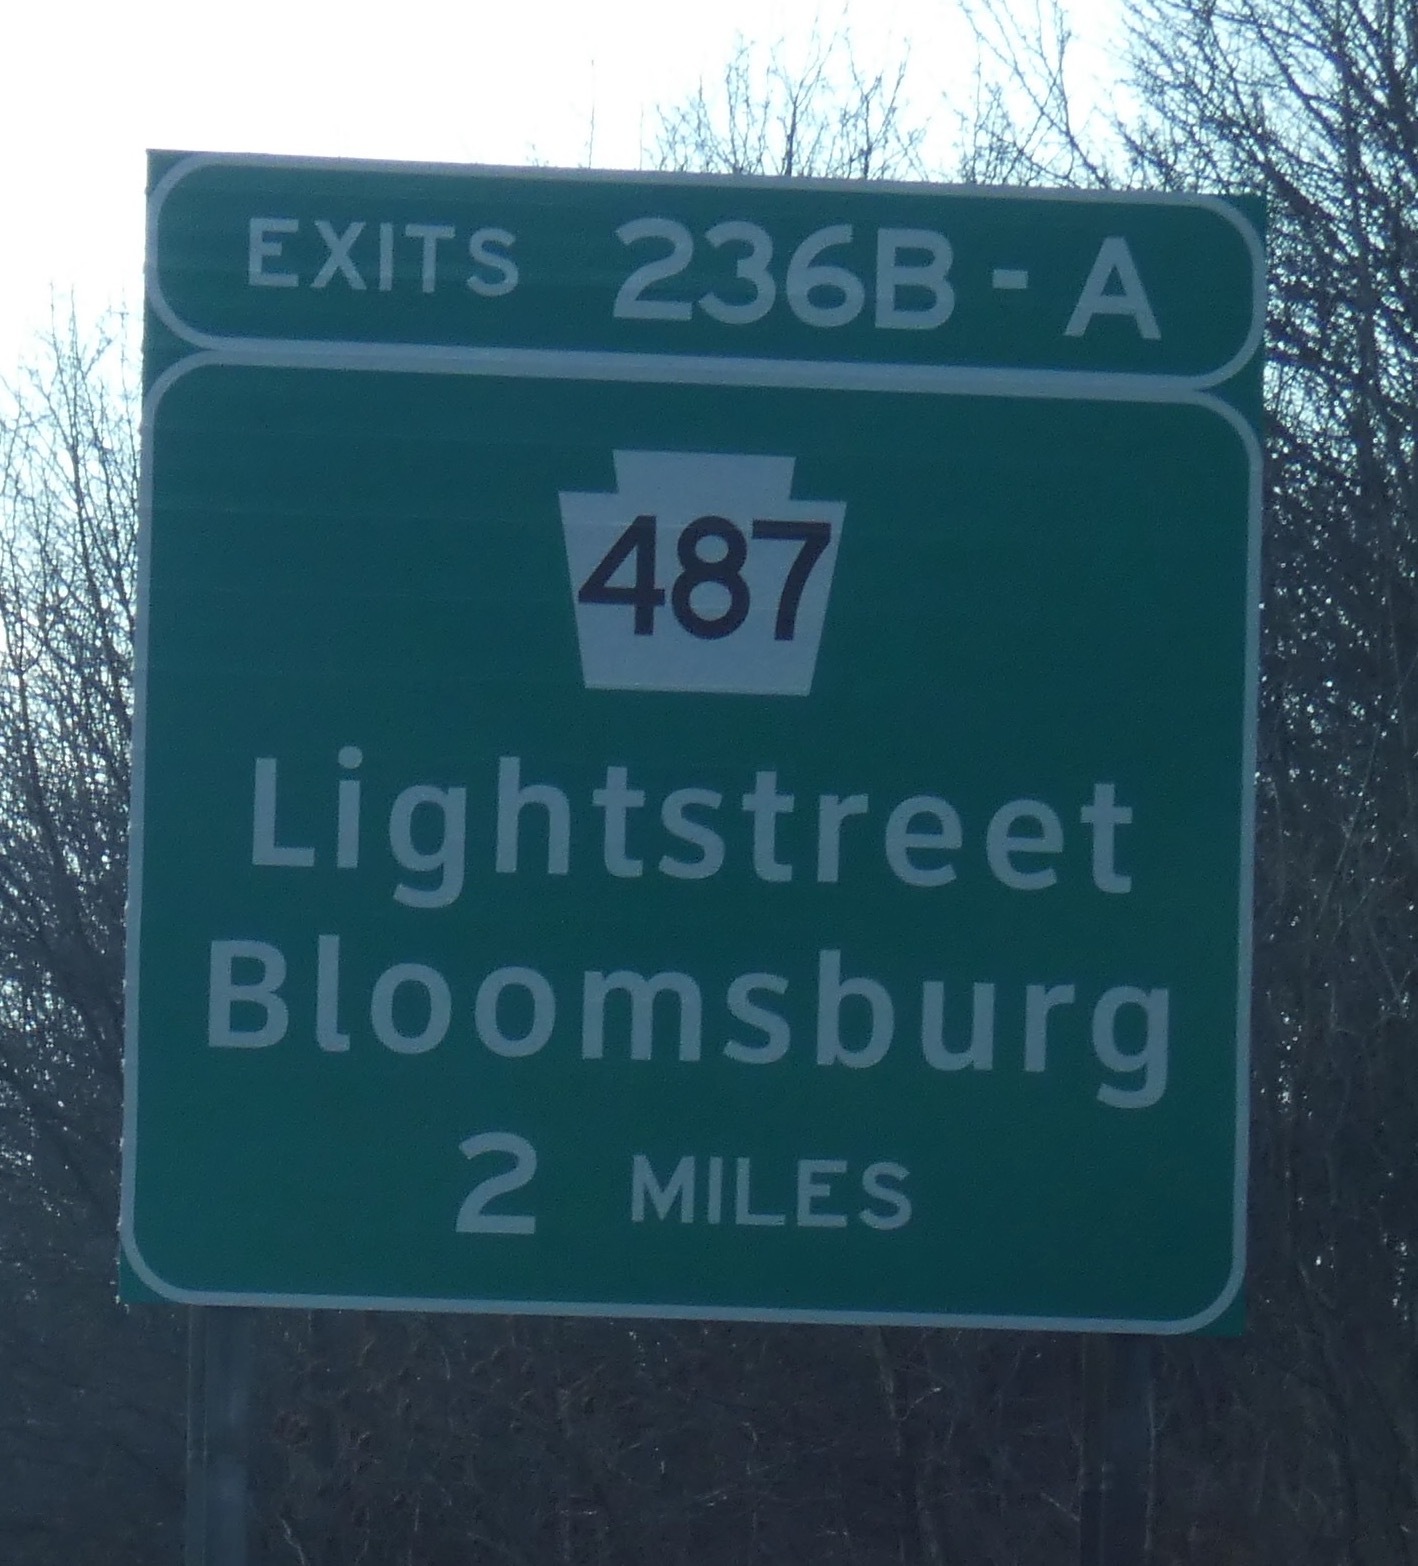 EXITS 236B - A
487
Lightstreet
Bloomsburg
2 MILES